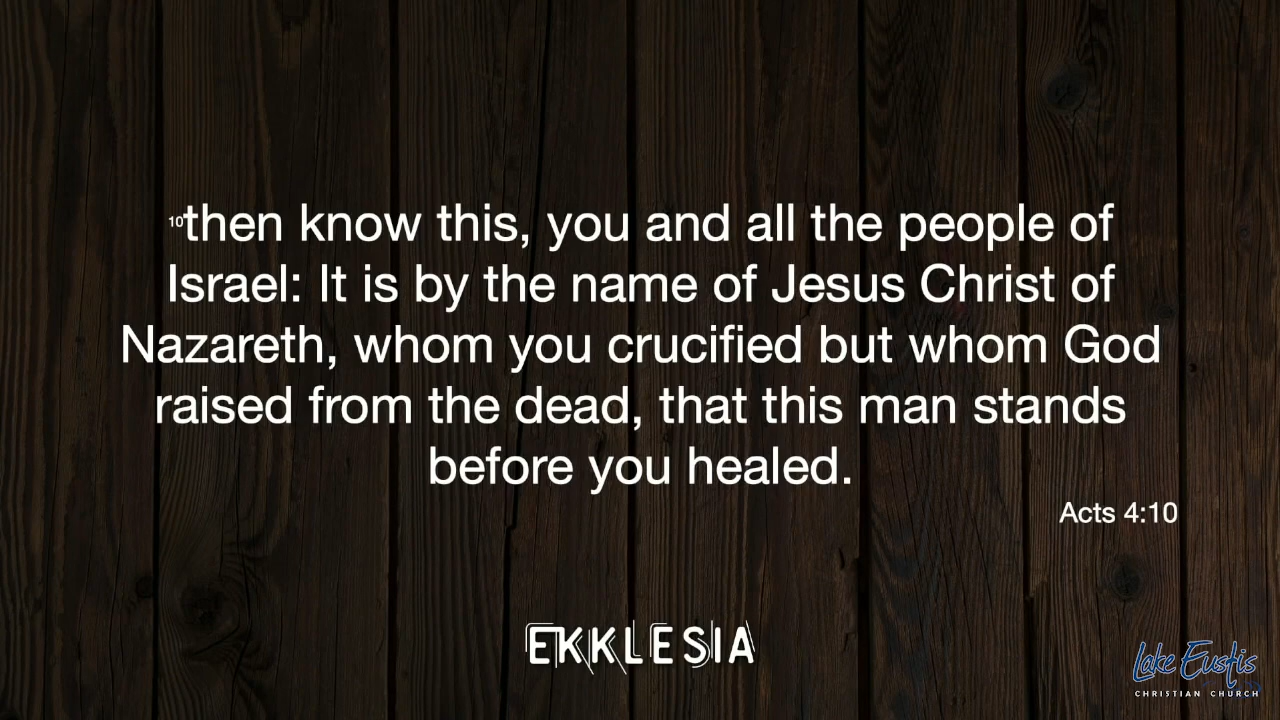 10then know this, you and all the people of
Israel: It is by the name of Jesus Christ of
Nazareth, whom you crucified but whom God
raised from the dead, that this man stands
before you healed.
Acts 4:10
EKKLESIA
Lake Eustis
CHRISTIAN CHURCH